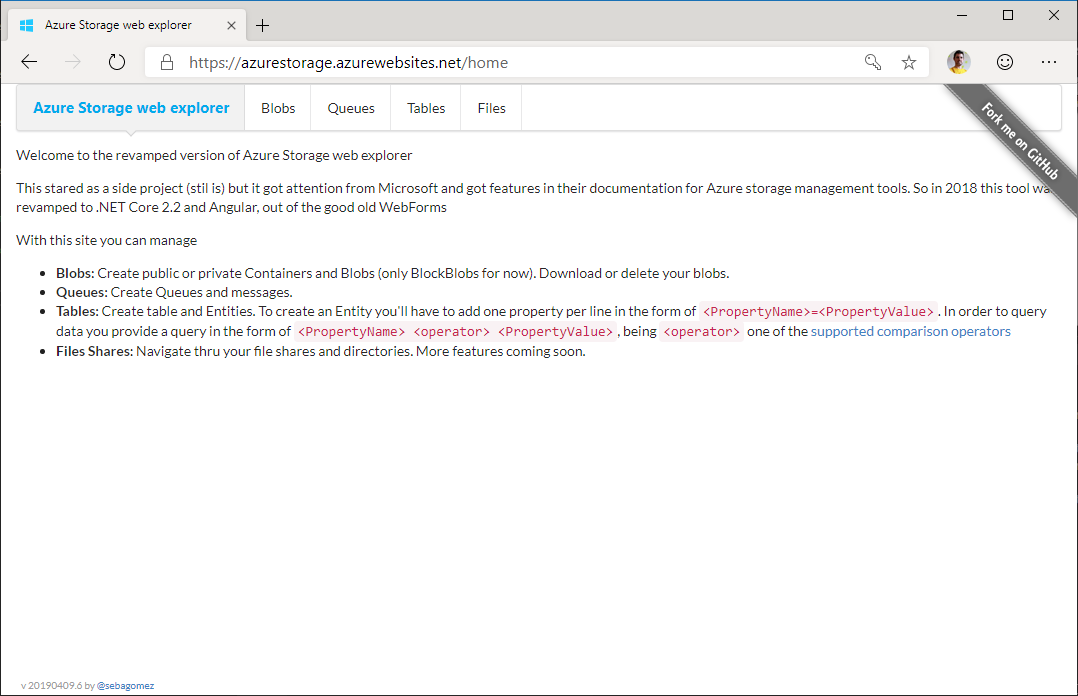 Azure Storage web explorer
https://azurestorage.azurewebsites.net/home
Azure Storage web explorer Blobs Queues Tables Files
Fork me on GitHub
Welcome to the revamped version of Azure Storage web explorer
This stared as a side project (stil is) but it got attention from Microsoft and got features in their documentation for Azure storage management tools. So in 2018 this tool wa
revamped to .NET Core 2.2 and Angular, out of the good old WebForms
With this site you can manage
• Blobs: Create public or private Containers and Blobs (only BlockBlobs for now). Download or delete your blobs.
• Queues: Create Queues and messages.
• Tables: Create table and Entities. To create an Entity you'll have to add one property per line in the form of <PropertyName>=<PropertyValue>. In order to query
data you provide a query in the form of <PropertyName> <operator> <PropertyValue>, being <operator> one of the supported comparison operators
• Files Shares: Navigate thru your file shares and directories. More features coming soon.
v 20190409.6 by @sebagomez